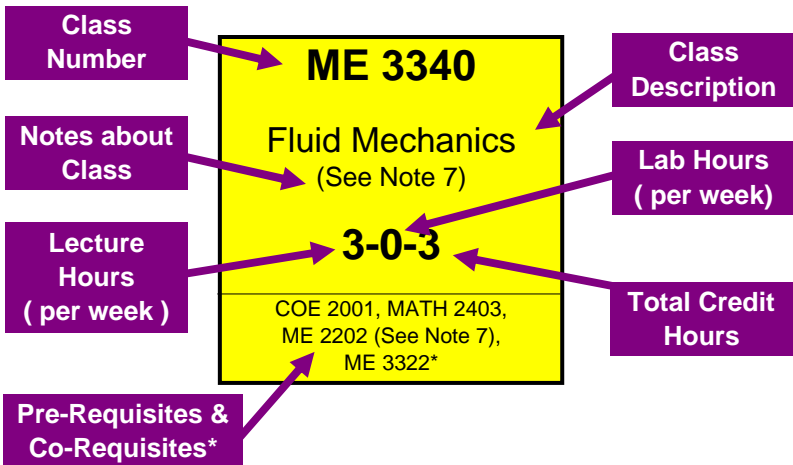 Class
Number
ME 3340
Class
Description
Notes about
Class
Fluid Mechanics
(See Note 7)
Lab Hours
( per week)
Lecture
Hours
( per week )
3-0-3
COE 2001, MATH 2403,
ME 2202 (See Note 7),
ME 3322*
Total Credit
Hours
Pre-Requisites &
Co-Requisites*